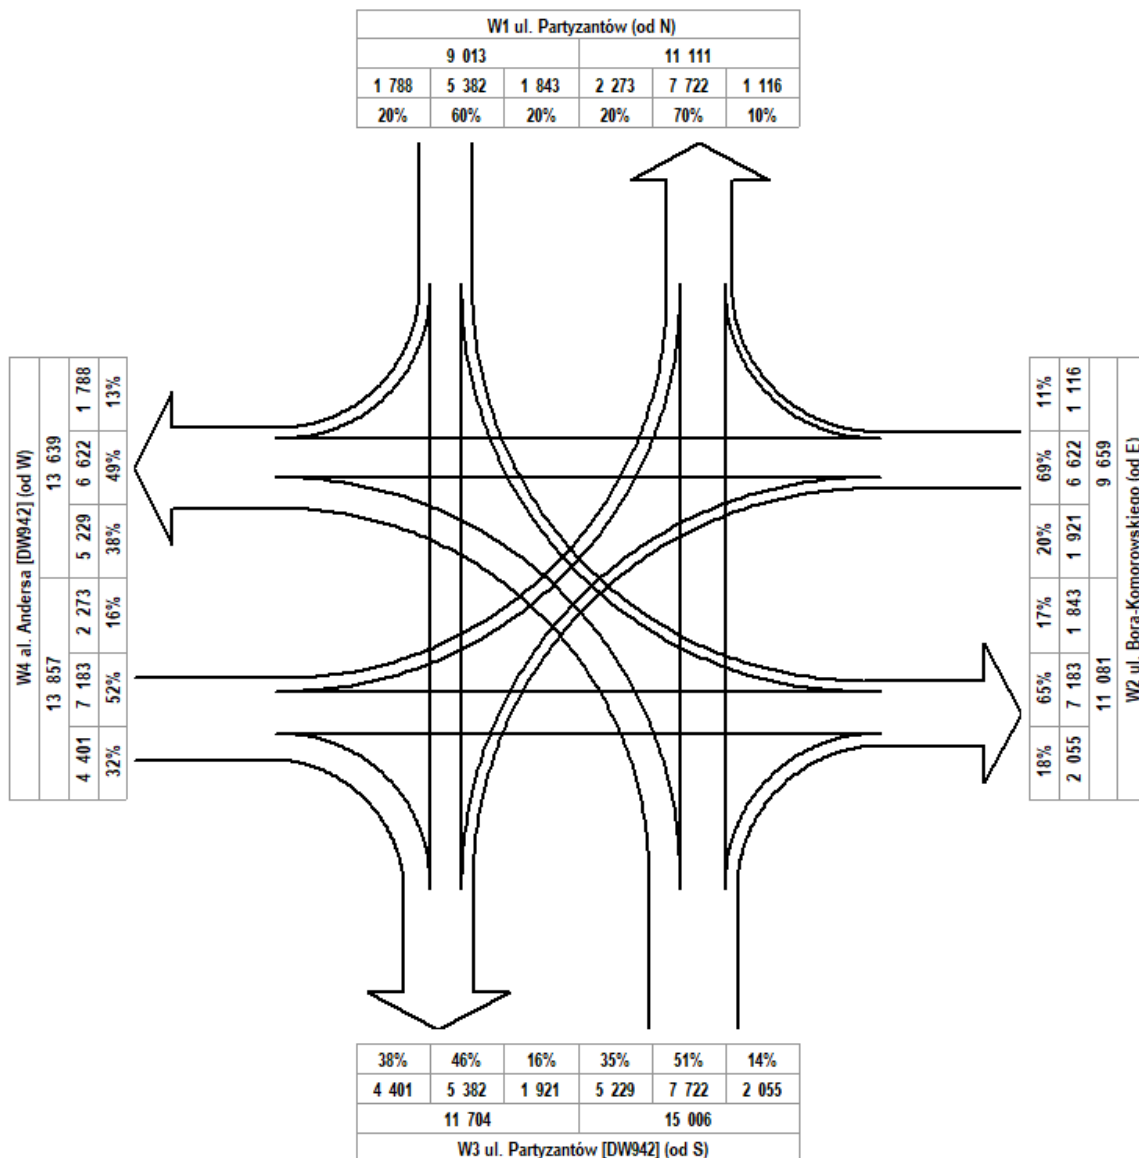 W1 ul. Partyzantów (od N)
9 013 11 111
1 788 5 382 1 843 2 273 7 722 1 116
20% 60% 20% 20% 70% 10%
W4 al. Andersa [DW942] (od W)
13 857 13 639
4 401 7 183 2 273 5 229 6 622 1 788
32% 52% 16% 38% 49% 13%
18% 65% 17% 20% 69% 11%
2 055 7 183 1 843 1 921 6 622 1 116
11 081 9 659
W2 ul. Bora-Komorowskiego (od E)
38% 46% 16% 35% 51% 14%
4 401 5 382 1 921 5 229 7 722 2 055
11 704 15 006
W3 ul. Partyzantów [DW942] (od S)